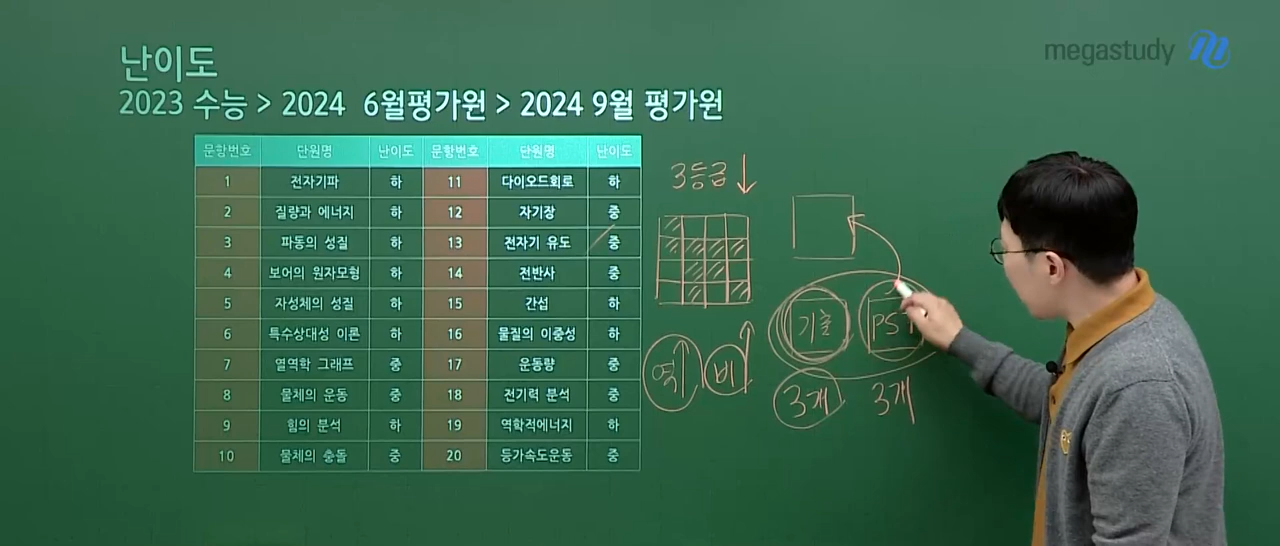 난이도
megastudy
2023 수능 > 2024 6월평가원 > 2024 9월 평가원
문항번호 단원명 난이도 문항번호 단원명 난이도
1 전자기파 하 11 다이오드회로 하
2 질량과 에너지 하 12 자기장 중
3 파동의 성질 하 13 전자기 유도 중
4 보어의 원자모형 하 14 전반사 중
5 자성체의 성질 하 15 간섭 하
6 특수상대성 이론 하 16 물질의 이중성 하
7 열역학 그래프 중 17 운동량 중
8 물체의 운동 중 18 전기력 분석 중
9 힘의 분석 하 19 역학적에너지 하
10 물체의 충돌 중 20 등가속도운동 중
3등급↓
역↑ 비↑
기출
3개 3개